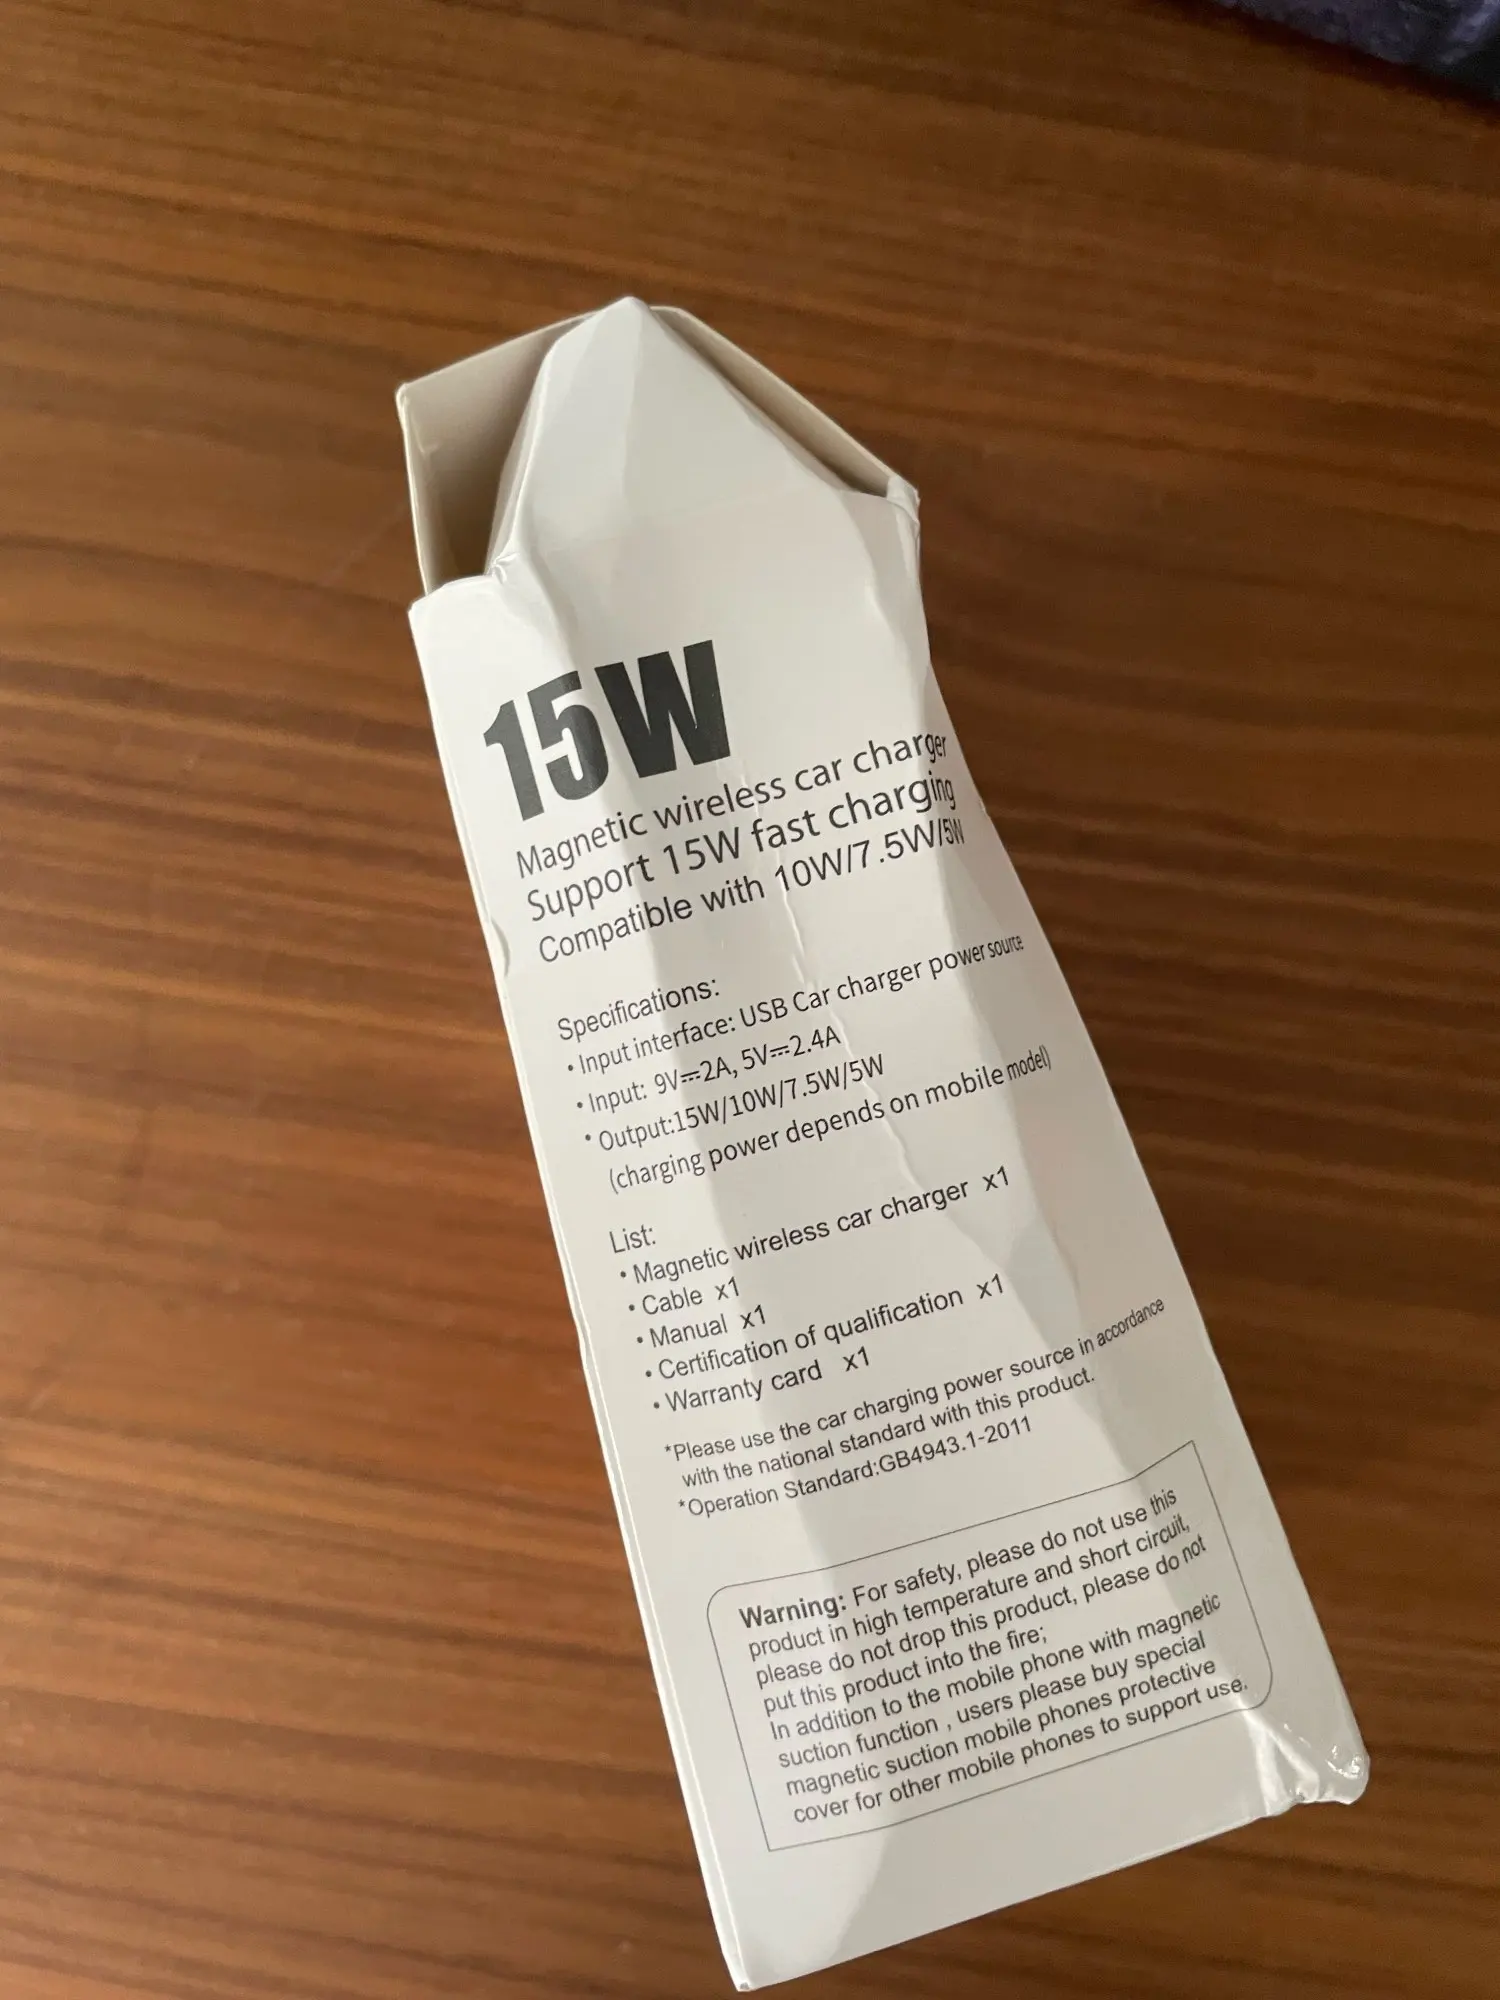 15W
Magnetic wireless car charger
Support 15W fast charging
Compatible with 10W/7.5W/5W
Specifications:
• Input interface: USB Car charger power source
• Input: 9V⎓2A, 5V⎓2.4A
• Output:15W/10W/7.5W/5W
(charging power depends on mobile model)
List:
• Magnetic wireless car charger x1
• Cable x1
• Manual x1
• Certification of qualification x1
• Warranty card x1
*Please use the car charging power source in accordance
with the national standard with this product.
*Operation Standard:GB4943.1-2011
Warning: For safety, please do not use this
product in high temperature and short circuit,
please do not drop this product, please do not
put this product into the fire;
In addition to the mobile phone with magnetic
suction function , users please buy special
magnetic suction mobile phones protective
cover for other mobile phones to support use.